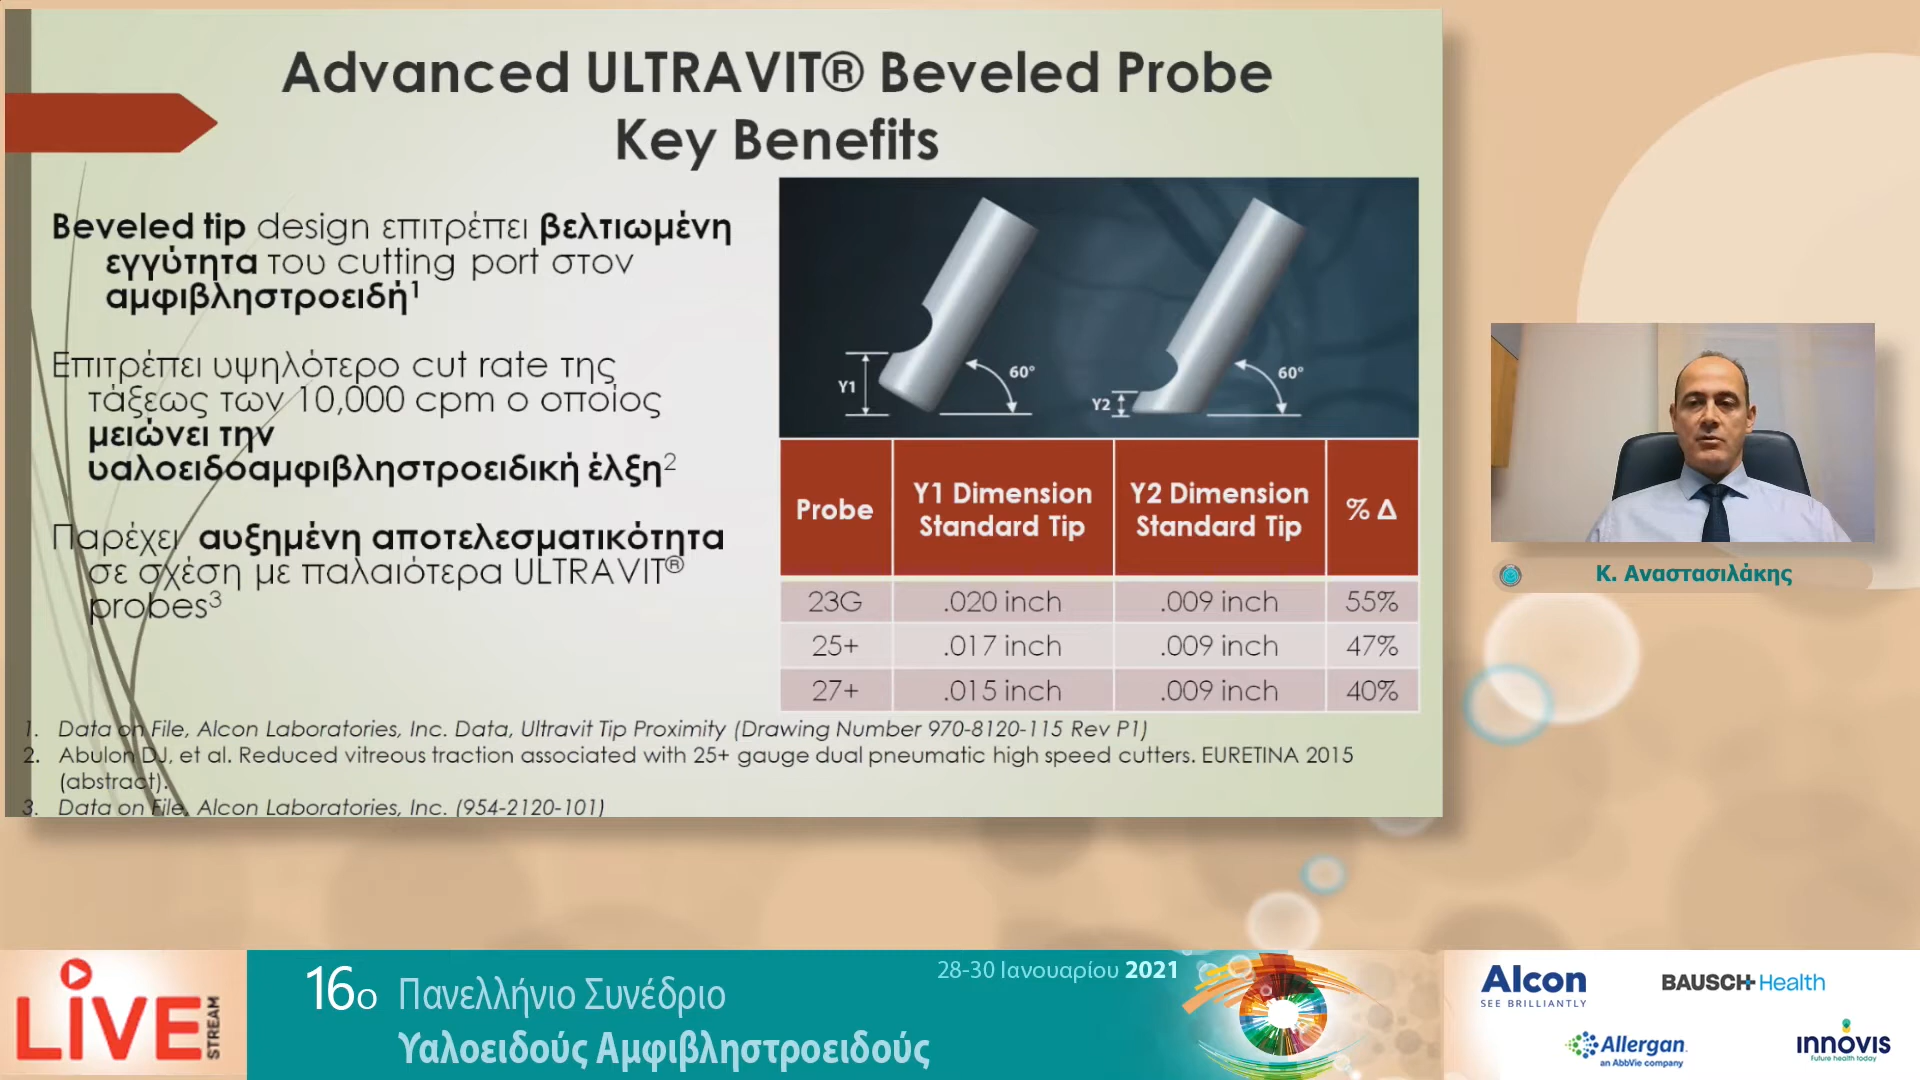 Advanced ULTRAVIT® Beveled Probe
Key Benefits
Beveled tip design επιτρέπει βελτιωμένη
εγγύτητα του cutting port στον
αμφιβληστροειδή1
Επιτρέπει υψηλότερο cut rate της
τάξεως των 10,000 cpm ο οποίος
μειώνει την
υαλοειδοαμφιβληστροειδική έλξη2
Παρέχει αυξημένη αποτελεσματικότητα
σε σχέση με παλαιότερα ULTRAVIT®
probes3
Y1
60°
Y2
60°
Probe
Y1 Dimension
Standard Tip
Y2 Dimension
Standard Tip
% Δ
23G .020 inch .009 inch 55%
25+ .017 inch .009 inch 47%
27+ .015 inch .009 inch 40%
1. Data on File, Alcon Laboratories, Inc. Data, Ultravit Tip Proximity (Drawing Number 970-8120-115 Rev P1)
2. Abulon DJ, et al. Reduced vitreous traction associated with 25+ gauge dual pneumatic high speed cutters. EURETINA 2015
(abstract).
3. Data on File, Alcon Laboratories, Inc. (954-2120-101)
Κ. Αναστασιλάκης
LIVE
STREAM
16ο Πανελλήνιο Συνέδριο
Υαλοειδούς Αμφιβληστροειδούς
28-30 Ιανουαρίου 2021
Alcon
SEE BRILLIANTLY
BAUSCH+Health
Allergan
an AbbVie company
innovis
Future health today